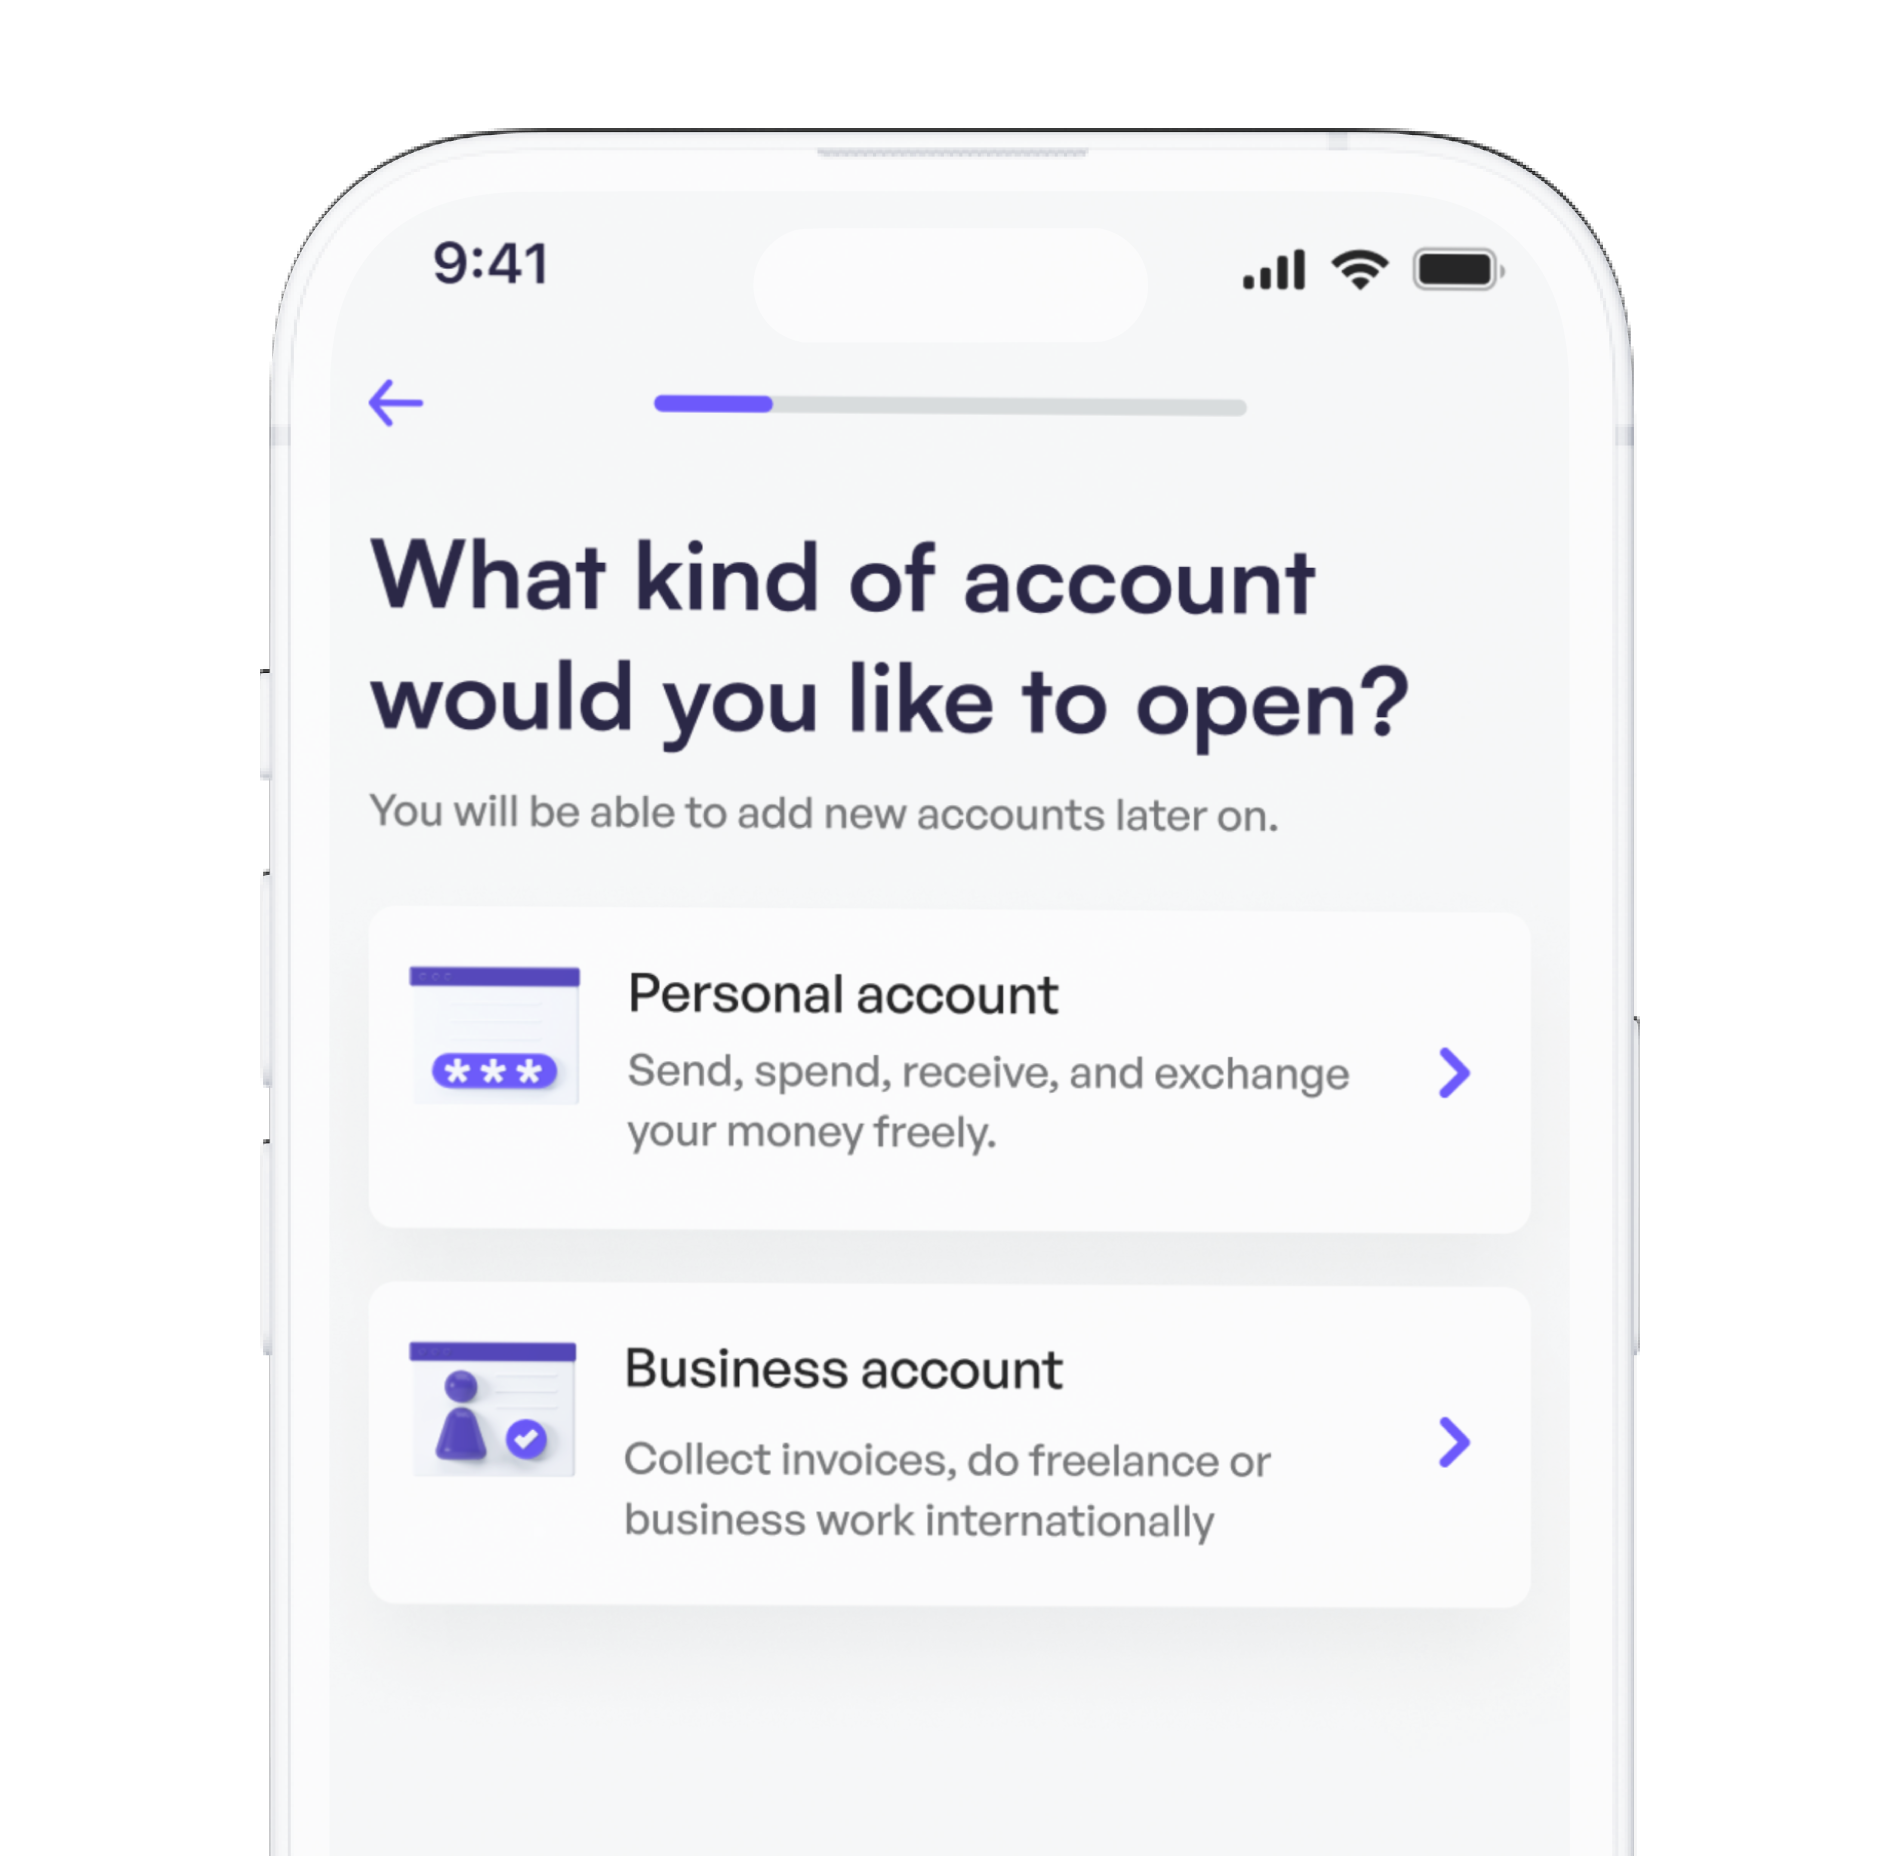 9:41
What kind of account
would you like to open?
You will be able to add new accounts later on.
Personal account
Send, spend, receive, and exchange
your money freely.
***
Business account
Collect invoices, do freelance or
business work internationally